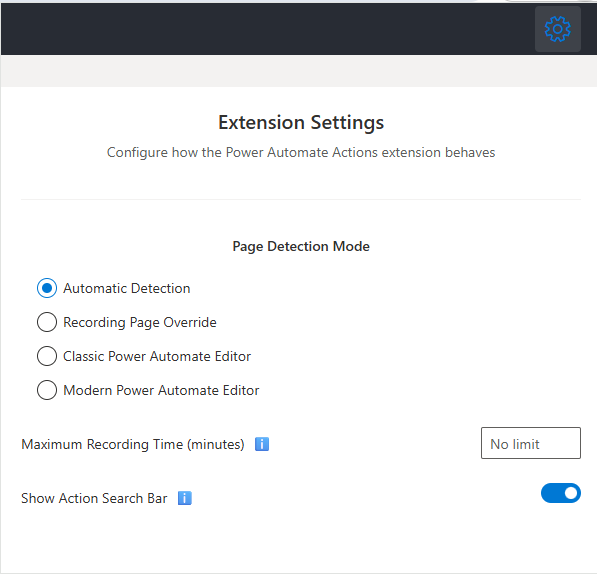 Extension Settings
Configure how the Power Automate Actions extension behaves
Page Detection Mode
Automatic Detection
Recording Page Override
Classic Power Automate Editor
Modern Power Automate Editor
Maximum Recording Time (minutes) i No limit
Show Action Search Bar i